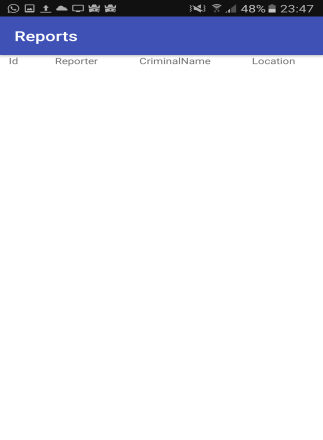 48% 23:47
Reports
Id Reporter CriminalName Location